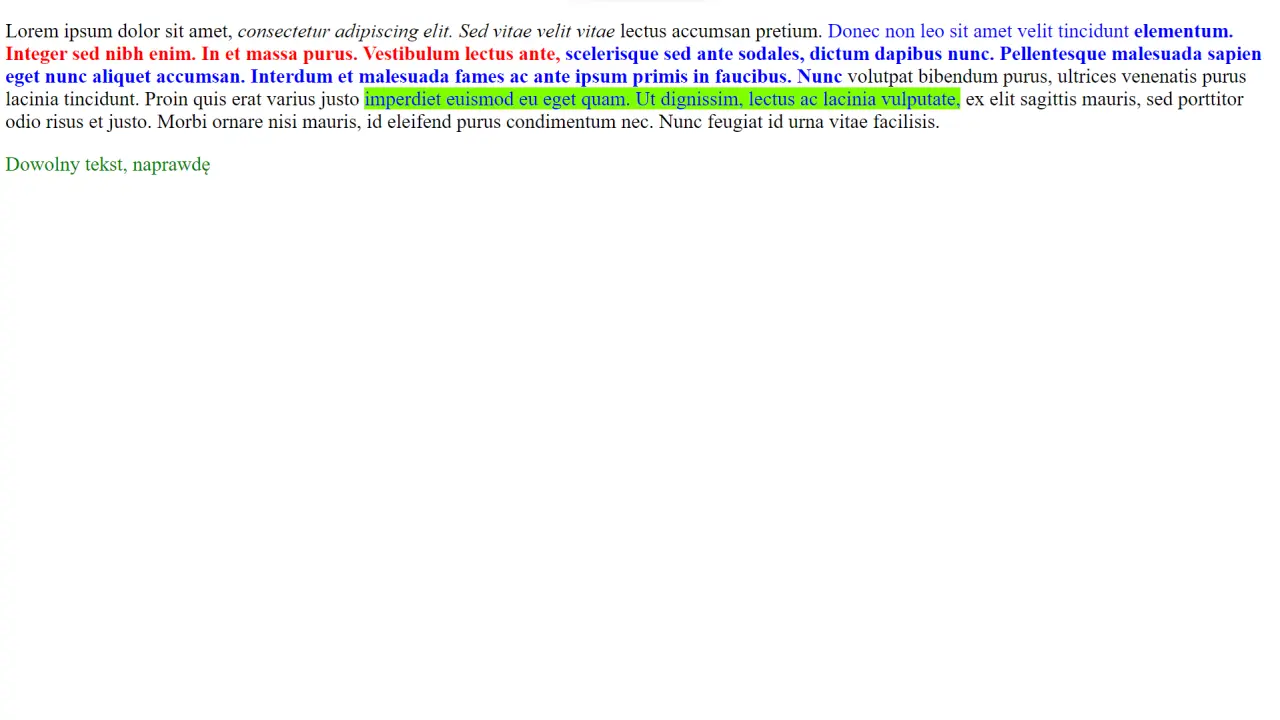 Lorem ipsum dolor sit amet, consectetur adipiscing elit. Sed vitae velit vitae lectus accumsan pretium. Donec non leo sit amet velit tincidunt elementum.
Integer sed nibh enim. In et massa purus. Vestibulum lectus ante, scelerisque sed ante sodales, dictum dapibus nunc. Pellentesque malesuada sapien
eget nunc aliquet accumsan. Interdum et malesuada fames ac ante ipsum primis in faucibus. Nunc volutpat bibendum purus, ultrices venenatis purus
lacinia tincidunt. Proin quis erat varius justo imperdiet euismod eu eget quam. Ut dignissim, lectus ac lacinia vulputate, ex elit sagittis mauris, sed porttitor
odio risus et justo. Morbi ornare nisi mauris, id eleifend purus condimentum nec. Nunc feugiat id urna vitae facilisis.
Dowolny tekst, naprawdę